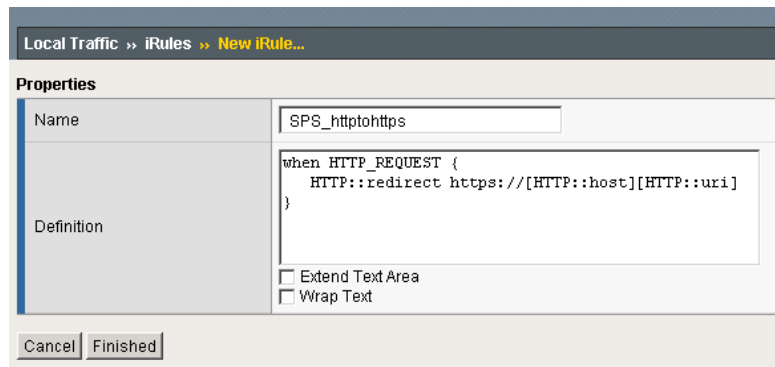 Local Traffic ›› iRules ›› New iRule...
Properties
Name
SPS_httptohttps
Definition
when HTTP_REQUEST {
HTTP::redirect https://[HTTP::host][HTTP::uri]
}
Extend Text Area
Wrap Text
Cancel
Finished